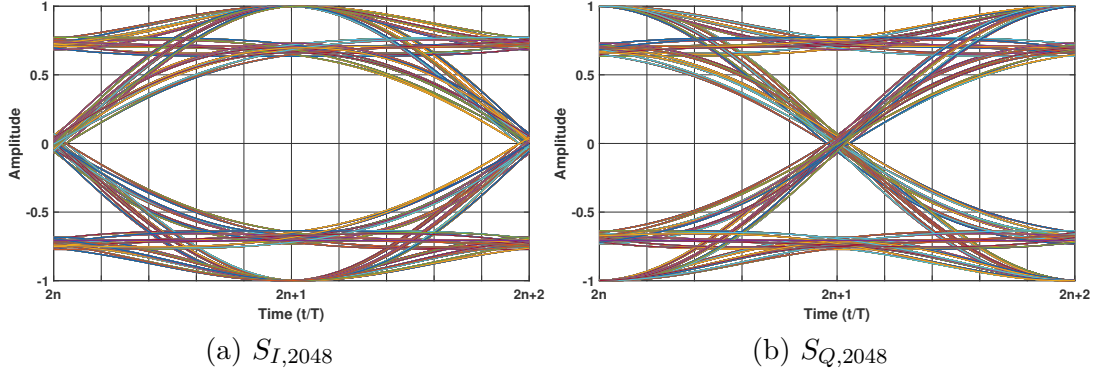 1
0.5
0
-0.5
-1
Amplitude
2n
2n+1
2n+2
Time (t/T)
(a) S_{I,2048}
1
0.5
0
-0.5
-1
Amplitude
2n
2n+1
2n+2
Time (t/T)
(b) S_{Q,2048}